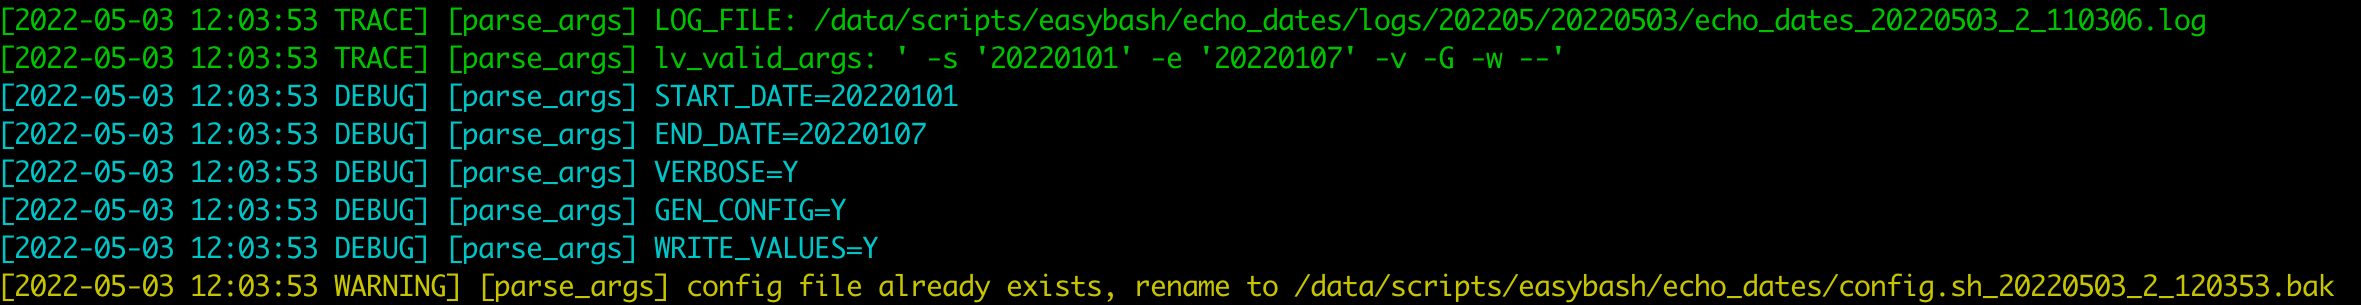 [2022-05-03 12:03:53 TRACE] [parse_args] LOG_FILE: /data/scripts/easybash/echo_dates/logs/202205/20220503/echo_dates_20220503_2_110306.log
[2022-05-03 12:03:53 TRACE] [parse_args] lv_valid_args: ' -s '20220101' -e '20220107' -v -G -w --'
[2022-05-03 12:03:53 DEBUG] [parse_args] START_DATE=20220101
[2022-05-03 12:03:53 DEBUG] [parse_args] END_DATE=20220107
[2022-05-03 12:03:53 DEBUG] [parse_args] VERBOSE=Y
[2022-05-03 12:03:53 DEBUG] [parse_args] GEN_CONFIG=Y
[2022-05-03 12:03:53 DEBUG] [parse_args] WRITE_VALUES=Y
[2022-05-03 12:03:53 WARNING] [parse_args] config file already exists, rename to /data/scripts/easybash/echo_dates/config.sh_20220503_2_120353.bak